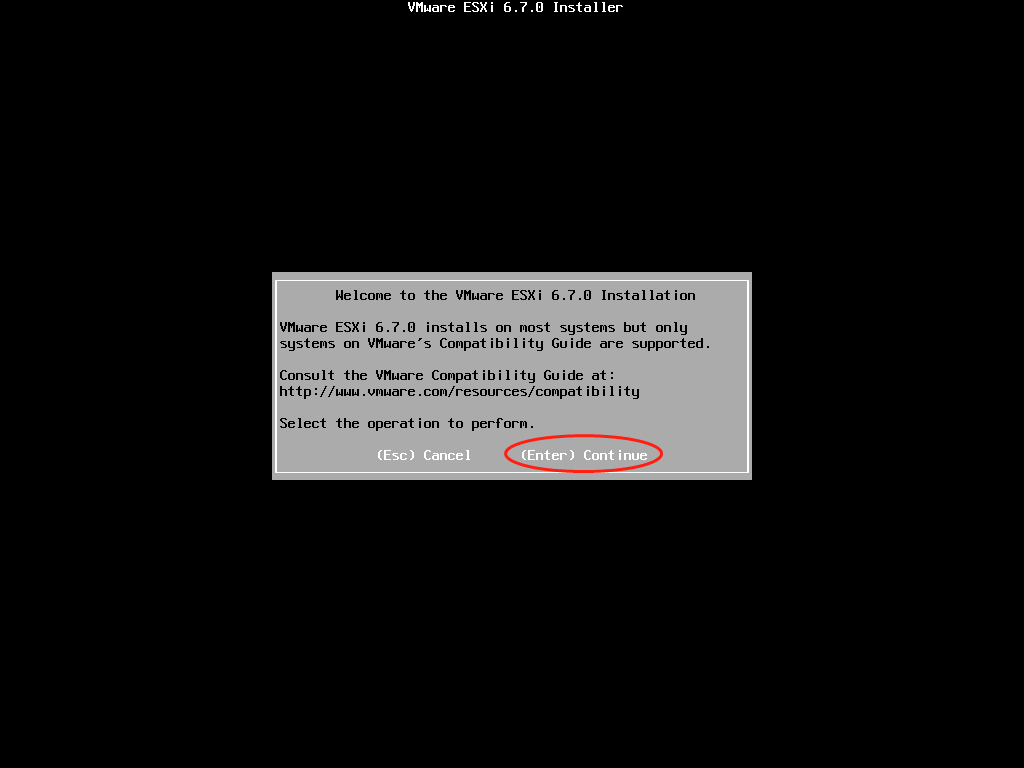 VMware ESXi 6.7.0 Installer
Welcome to the VMware ESXi 6.7.0 Installation
VMware ESXi 6.7.0 installs on most systems but only
systems on VMware's Compatibility Guide are supported.
Consult the VMware Compatibility Guide at:
http://www.vmware.com/resources/compatibility
Select the operation to perform.
(Esc) Cancel (Enter) Continue